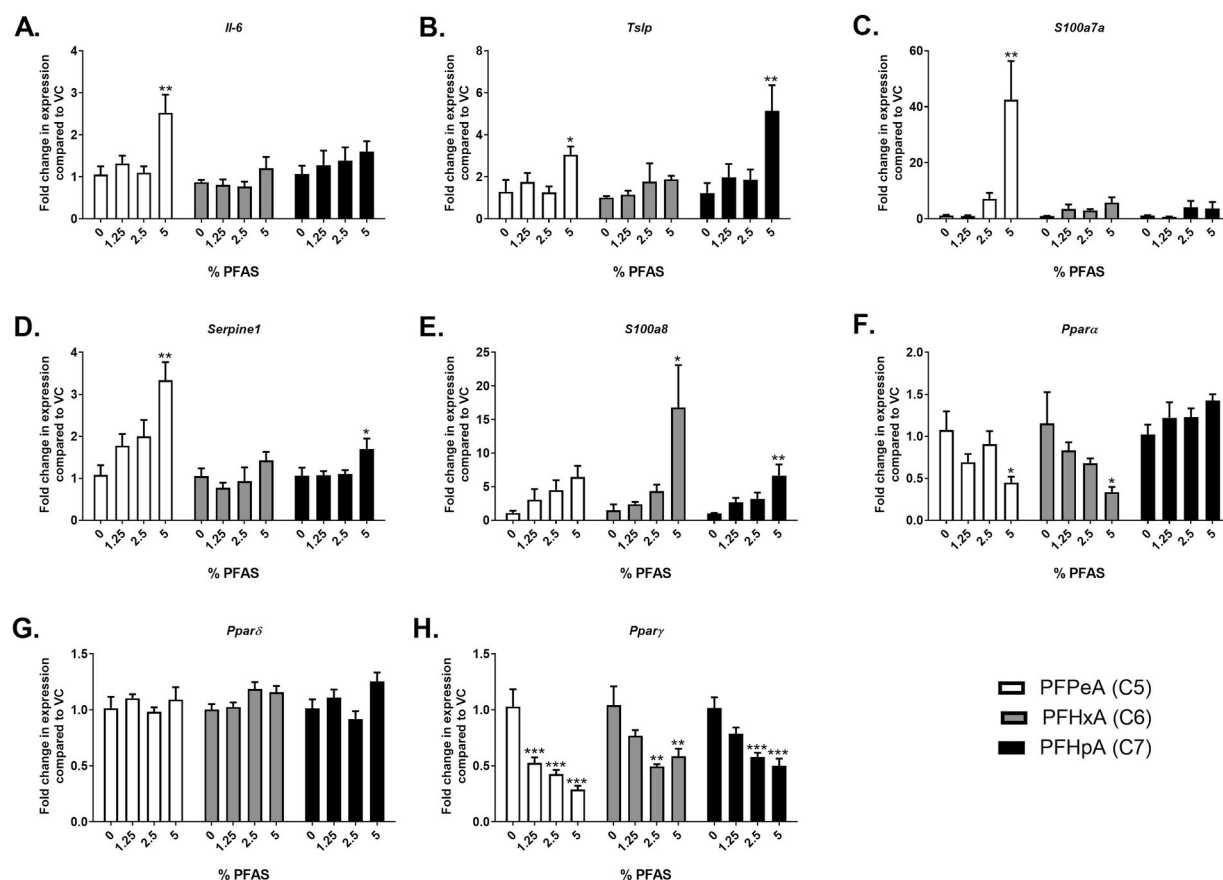 A.
Il-6
Fold change in expression
compared to VC
4
3
2
1
0
**
0 1.25 2.5 5 0 1.25 2.5 5 0 1.25 2.5 5
% PFAS
B.
Tslp
Fold change in expression
compared to VC
8
6
4
2
0
* **
0 1.25 2.5 5 0 1.25 2.5 5 0 1.25 2.5 5
% PFAS
C.
S100a7a
Fold change in expression
compared to VC
60
40
20
0
**
0 1.25 2.5 5 0 1.25 2.5 5 0 1.25 2.5 5
% PFAS
D.
Serpine1
Fold change in expression
compared to VC
4
3
2
1
0
** *
0 1.25 2.5 5 0 1.25 2.5 5 0 1.25 2.5 5
% PFAS
E.
S100a8
Fold change in expression
compared to VC
25
20
15
10
5
0
* **
0 1.25 2.5 5 0 1.25 2.5 5 0 1.25 2.5 5
% PFAS
F.
Pparα
Fold change in expression
compared to VC
2.0
1.5
1.0
0.5
0.0
* *
0 1.25 2.5 5 0 1.25 2.5 5 0 1.25 2.5 5
% PFAS
G.
Pparδ
Fold change in expression
compared to VC
1.5
1.0
0.5
0.0
0 1.25 2.5 5 0 1.25 2.5 5 0 1.25 2.5 5
% PFAS
H.
Pparγ
Fold change in expression
compared to VC
1.5
1.0
0.5
0.0
*** *** *** ** ** *** ***
0 1.25 2.5 5 0 1.25 2.5 5 0 1.25 2.5 5
% PFAS
PFPeA (C5)
PFHxA (C6)
PFHpA (C7)